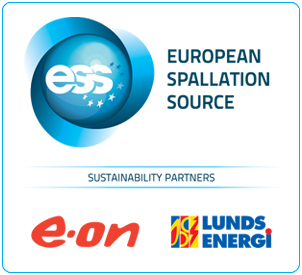 ess
EUROPEAN
SPALLATION
SOURCE
SUSTAINABILITY PARTNERS
e·on
LUNDS
ENERGi